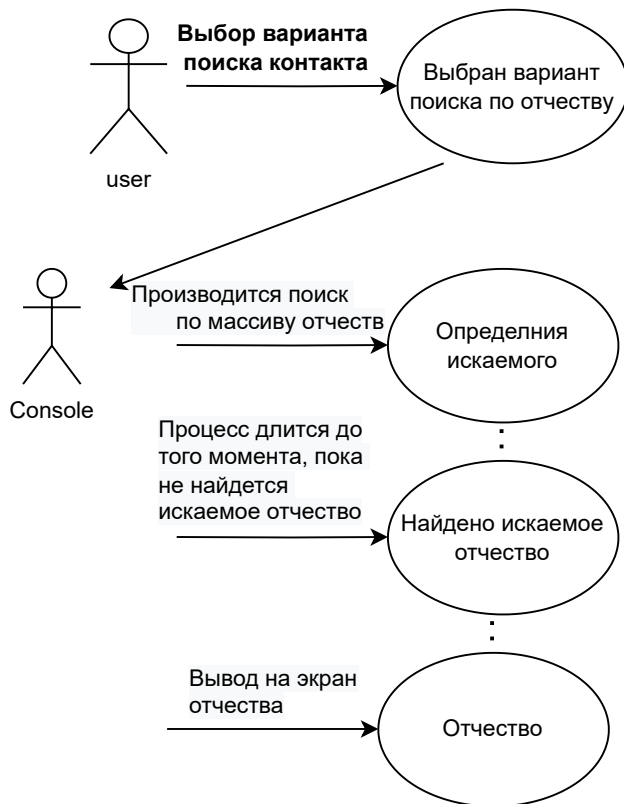 Выбор варианта
поиска контакта
Выбран вариант
поиска по отчеству
user
Производится поиск
по массиву отчеств
Определния
искаемого
Console
Процесс длится до
того момента, пока
не найдется
искаемое отчество
Найдено искаемое
отчество
Вывод на экран
отчества
Отчество